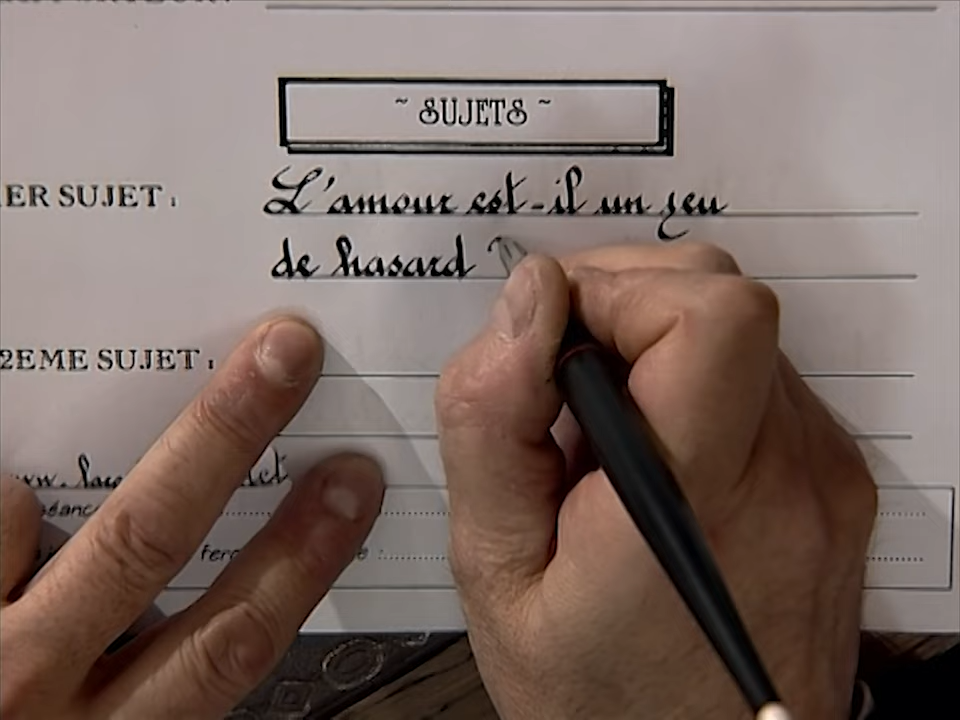 ~ SUJETS ~
ER SUJET :
L'amour est-il un jeu
de hasard ?
2EME SUJET :